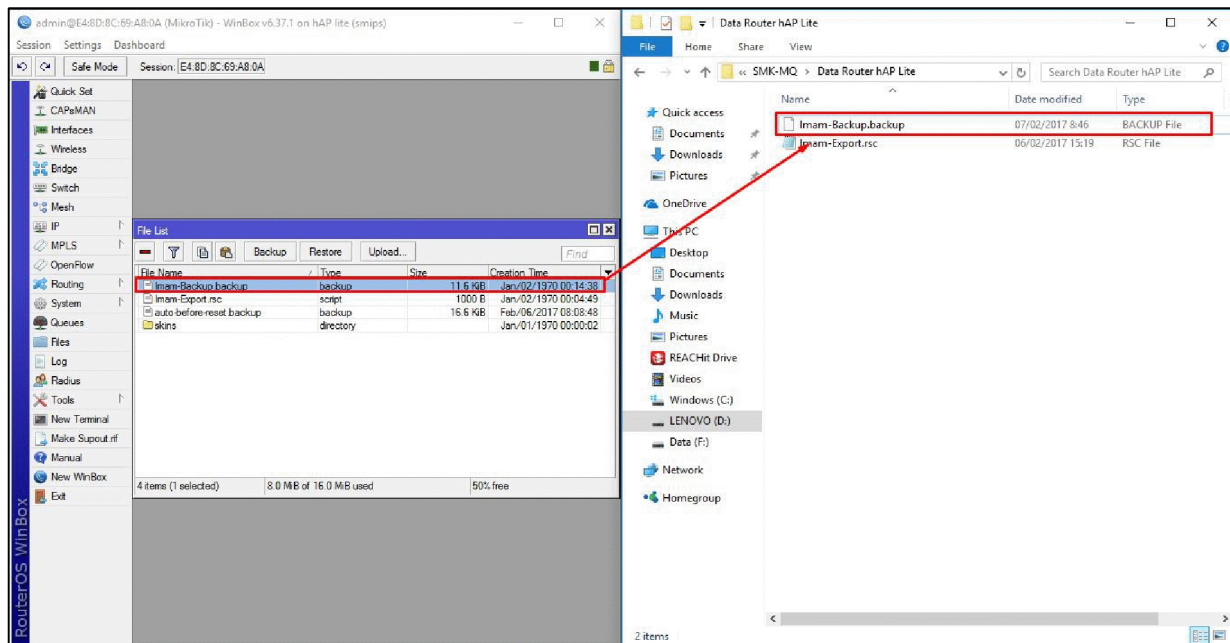 admin@E4:8D:8C:69:A8:0A (MikroTik) - WinBox v6.37.1 on hAP lite (smips)
Session Settings Dashboard
Safe Mode Session: E4:8D:8C:69:A8:0A
Quick Set
CAPsMAN
Interfaces
Wireless
Bridge
Switch
Mesh
IP
MPLS
OpenFlow
Routing
System
Queues
Files
Log
Radius
Tools
New Terminal
Make Supout.rif
Manual
New WinBox
Exit
RouterOS WinBox
File List
Backup Restore Upload... Find
File Name Type Size Creation Time
Imam-Backup.backup backup 11.6 KiB Jan/02/1970 00:14:38
Imam-Export.rsc script 1000 B Jan/02/1970 00:04:49
auto-before-reset.backup backup 16.6 KiB Feb/06/2017 08:08:48
skins directory Jan/01/1970 00:00:02
4 items (1 selected) 8.0 MiB of 16.0 MiB used 50% free
Data Router hAP Lite
File Home Share View
« SMK-MQ > Data Router hAP Lite Search Data Router hAP Lite
Name Date modified Type
Imam-Backup.backup 07/02/2017 8:46 BACKUP File
Imam-Export.rsc 06/02/2017 15:19 RSC File
Quick access
Documents
Downloads
Pictures
OneDrive
This PC
Desktop
Documents
Downloads
Music
Pictures
REACHit Drive
Videos
Windows (C:)
LENOVO (D:)
Data (F:)
Network
Homegroup
2 items